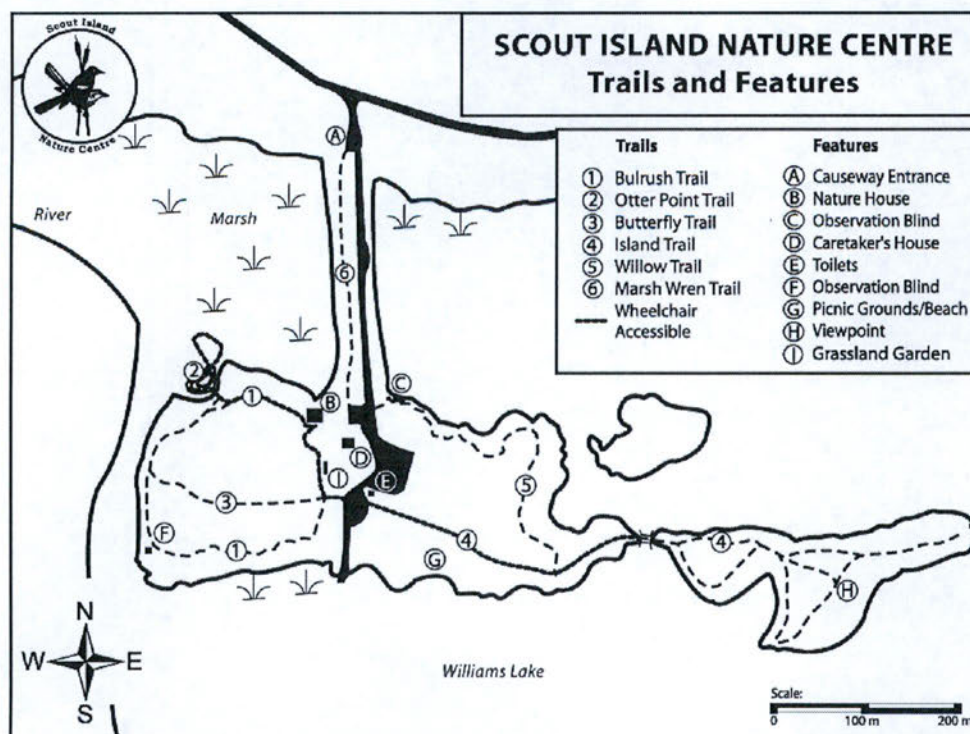 Scout Island
Nature Centre
SCOUT ISLAND NATURE CENTRE
Trails and Features
Trails
① Bulrush Trail
② Otter Point Trail
③ Butterfly Trail
④ Island Trail
⑤ Willow Trail
⑥ Marsh Wren Trail
Wheelchair
Accessible
Features
Ⓐ Causeway Entrance
Ⓑ Nature House
Ⓒ Observation Blind
Ⓓ Caretaker's House
Ⓔ Toilets
Ⓕ Observation Blind
Ⓖ Picnic Grounds/Beach
Ⓗ Viewpoint
Ⓘ Grassland Garden
Ⓐ
River
Marsh
⑥
②
①
Ⓑ
Ⓒ
Ⓓ
Ⓘ
Ⓔ
⑤
③
Ⓕ
①
④
Ⓖ
④
Ⓗ
N
W E
S
Williams Lake
Scale:
0 100 m 200 m